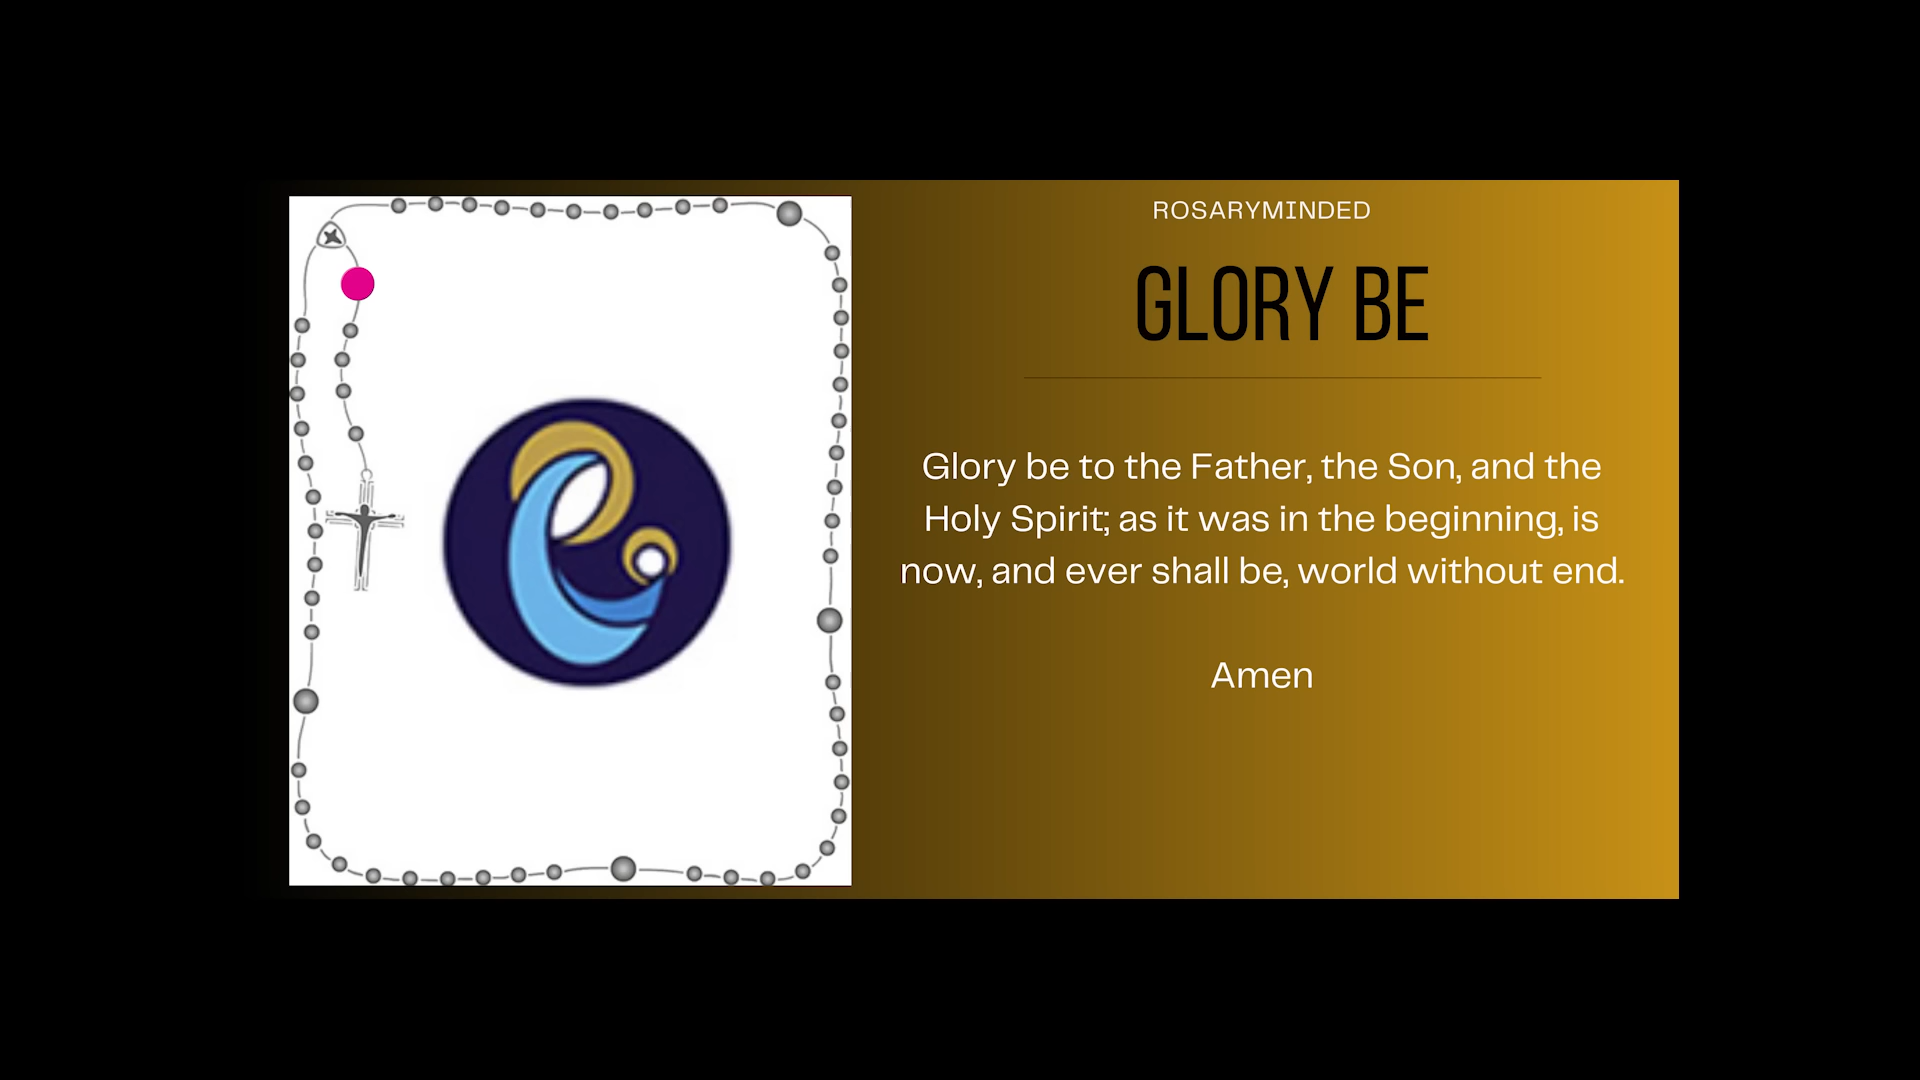 ROSARYMINDED
GLORY BE
Glory be to the Father, the Son, and the
Holy Spirit; as it was in the beginning, is
now, and ever shall be, world without end.
Amen